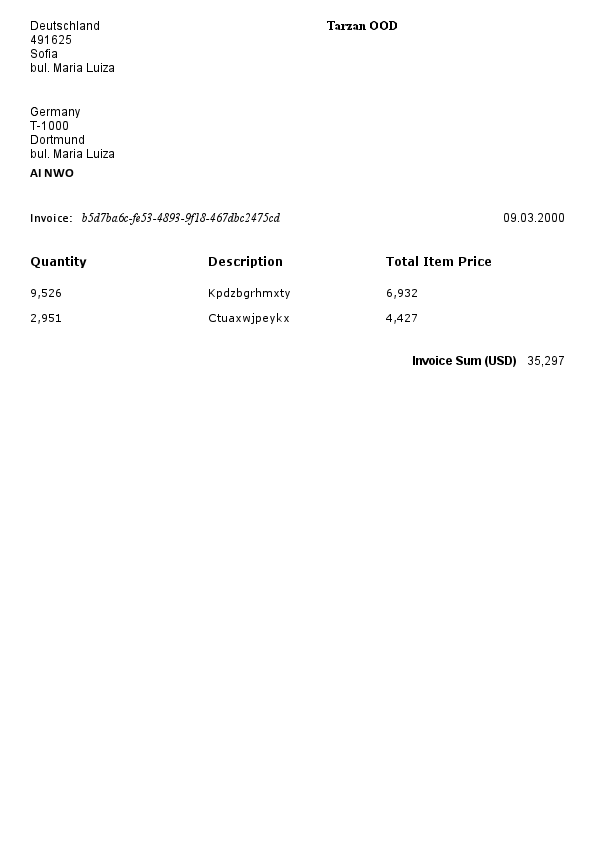 Deutschland
491625
Sofia
bul. Maria Luiza
Tarzan OOD
Germany
T-1000
Dortmund
bul. Maria Luiza
AI NWO
Invoice: b5d7ba6c-fe53-4893-9f18-467dbc2475cd 09.03.2000
Quantity Description Total Item Price
9,526 Kpdzbgrhmxty 6,932
2,951 Ctuaxwjpeykx 4,427
Invoice Sum (USD) 35,297